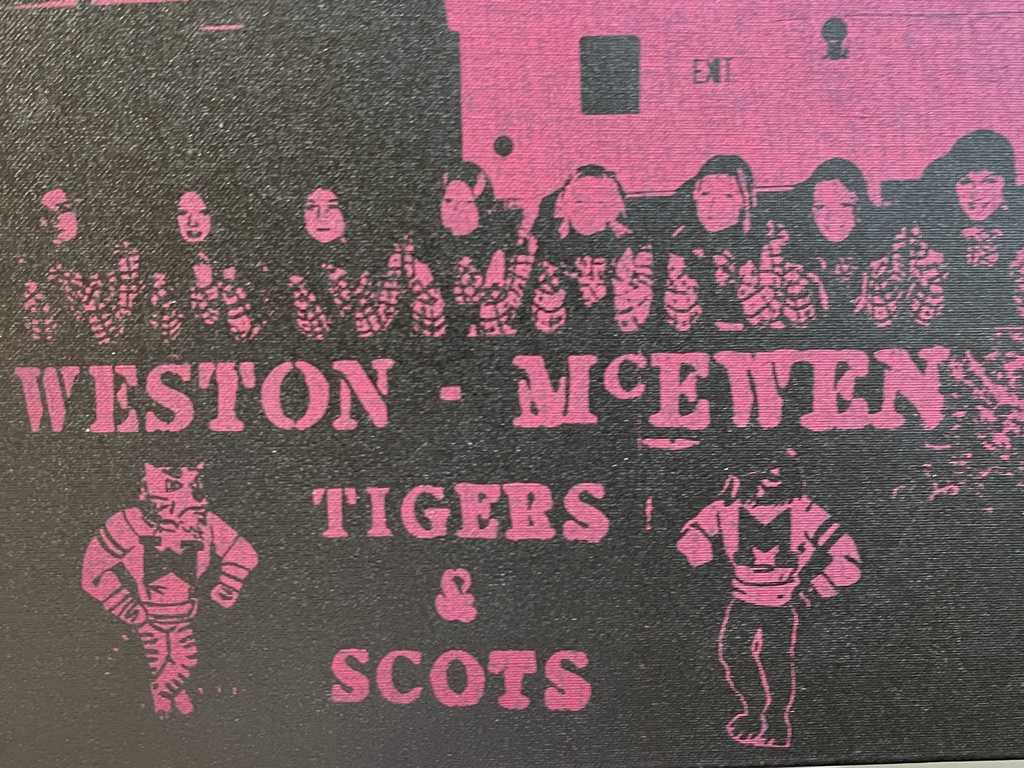 EXIT
WESTON - McEWEN
TIGERS
&
SCOTS